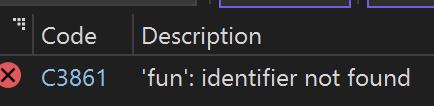 Code Description
C3861 'fun': identifier not found